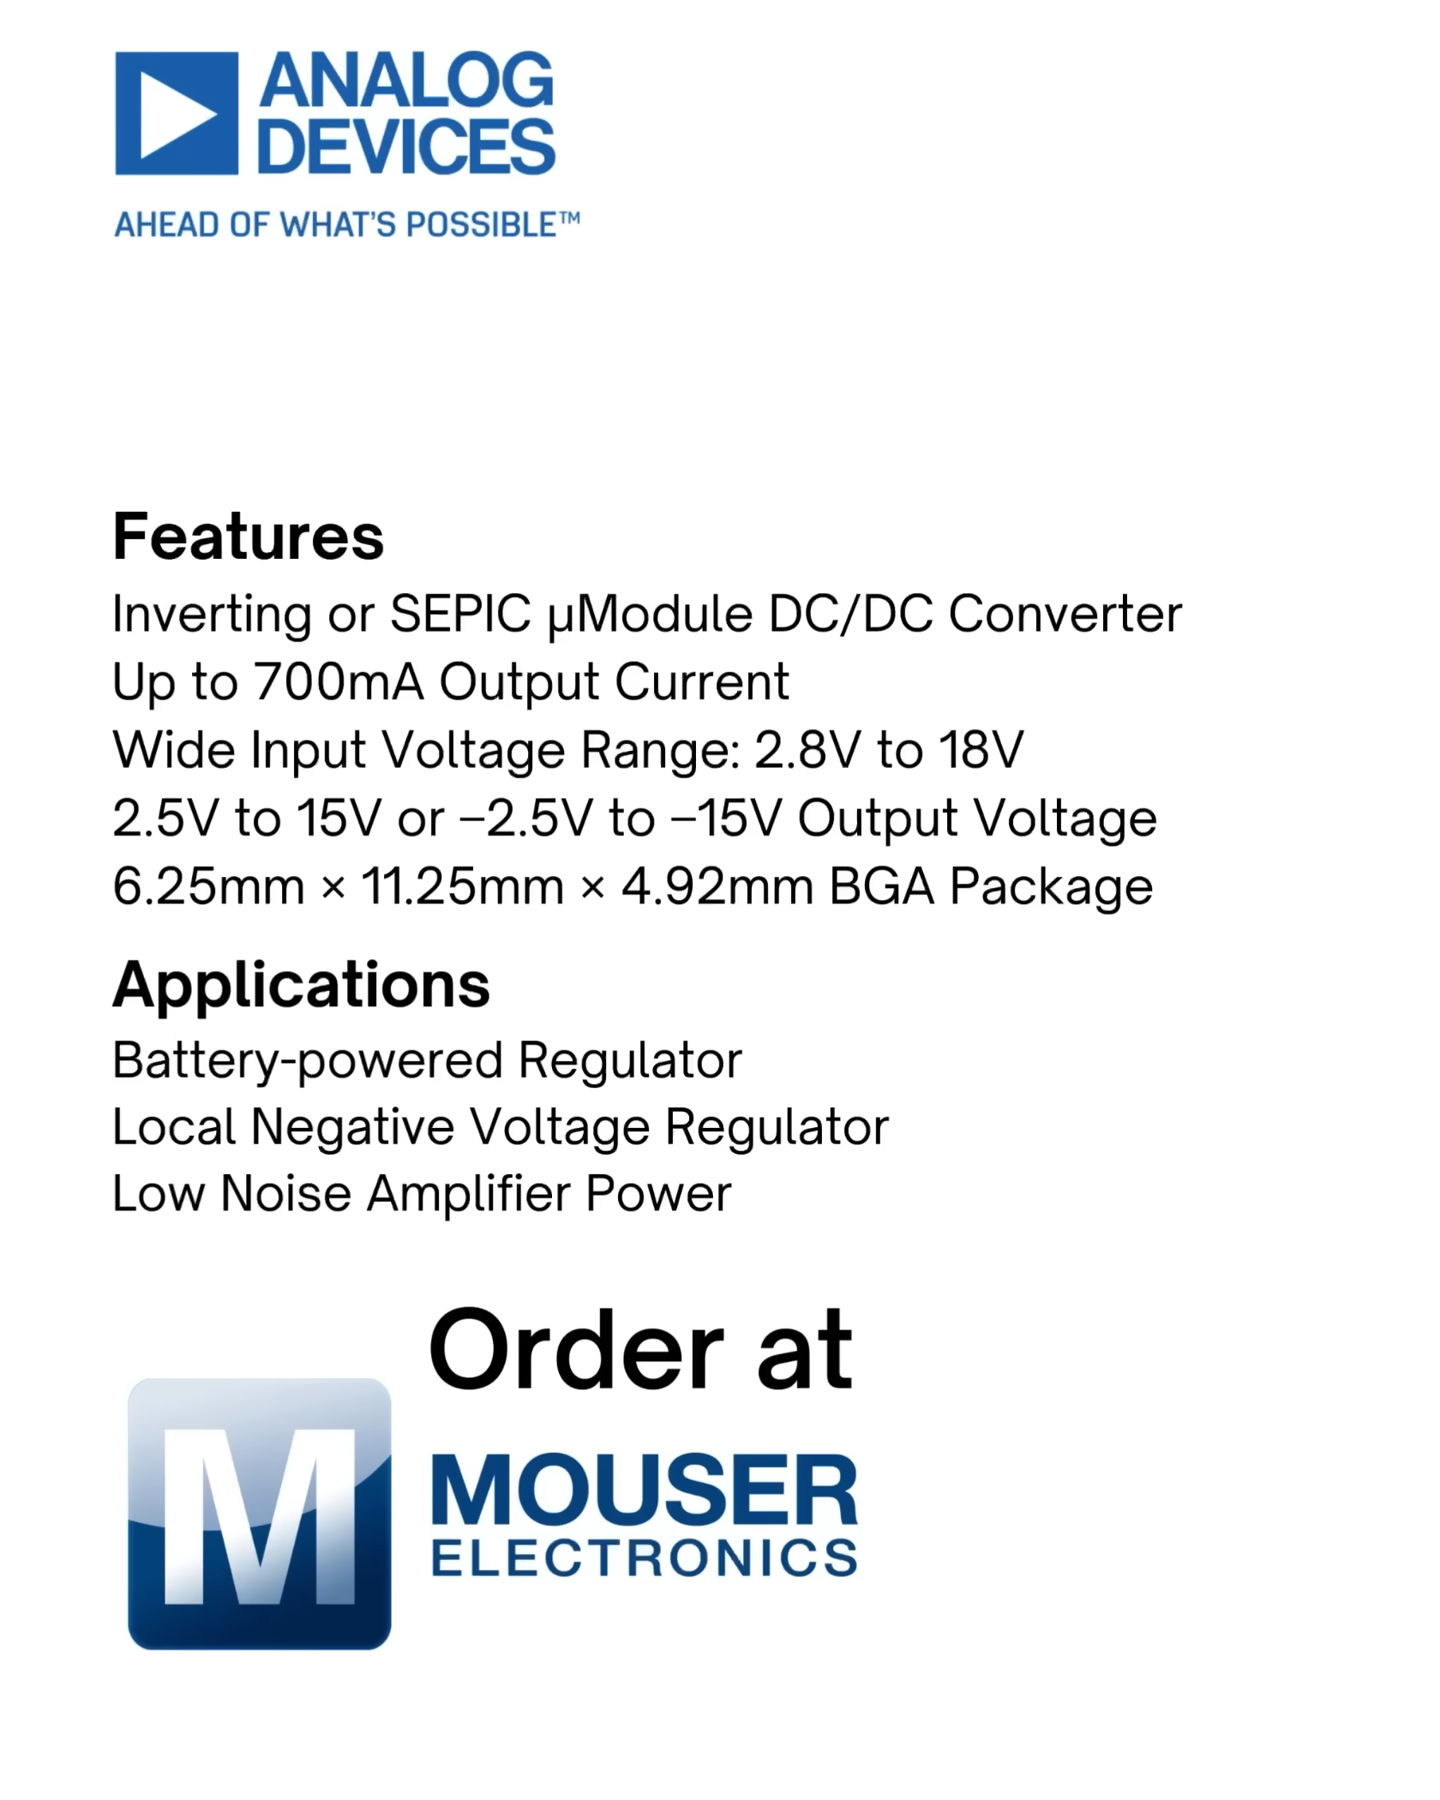 ANALOG
DEVICES
AHEAD OF WHAT'S POSSIBLE™
Features
Inverting or SEPIC µModule DC/DC Converter
Up to 700mA Output Current
Wide Input Voltage Range: 2.8V to 18V
2.5V to 15V or –2.5V to –15V Output Voltage
6.25mm × 11.25mm × 4.92mm BGA Package
Applications
Battery-powered Regulator
Local Negative Voltage Regulator
Low Noise Amplifier Power
Order at
M
MOUSER
ELECTRONICS